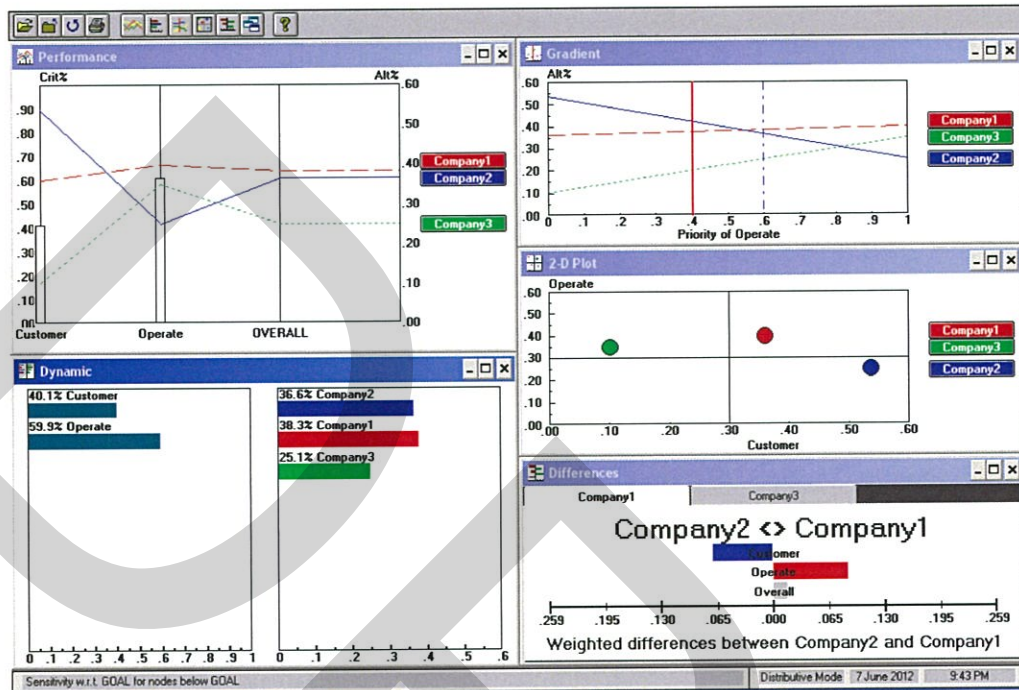 Performance
Crit% Alt%
.90
.80
.70
.60
.50
.40
.30
.20
.10
.00
.60
.50
.40
.30
.20
.10
.00
Company1
Company2
Company3
Customer Operate OVERALL
Gradient
Alt%
.60
.50
.40
.30
.20
.10
.00
0 .1 .2 .3 .4 .5 .6 .7 .8 .9 1
Priority of Operate
Company1
Company3
Company2
2-D Plot
Operate
.60
.50
.40
.30
.20
.10
.00 .10 .20 .30 .40 .50 .60
Customer
Company1
Company3
Company2
Dynamic
40.1% Customer
59.9% Operate
0 .1 .2 .3 .4 .5 .6 .7 .8 .9 1
36.6% Company2
38.3% Company1
25.1% Company3
0 .1 .2 .3 .4 .5 .6
Differences
Company1 Company3
Company2 <> Company1
Customer
Operate
Overall
.259 .195 .130 .065 .000 .065 .130 .195 .259
Weighted differences between Company2 and Company1
Sensitivity w.r.t. GOAL for nodes below GOAL
Distributive Mode 7 June 2012 9:43 PM